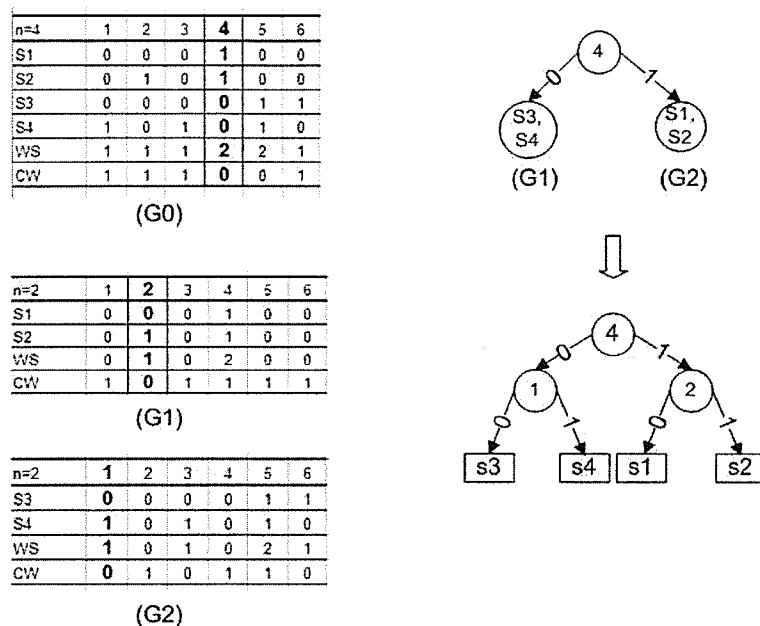 n=4 1 2 3 4 5 6
S1 0 0 0 1 0 0
S2 0 1 0 1 0 0
S3 0 0 0 0 1 1
S4 1 0 1 0 1 0
WS 1 1 1 2 2 1
CW 1 1 1 0 0 1
(G0)
n=2 1 2 3 4 5 6
S1 0 0 0 1 0 0
S2 0 1 0 1 0 0
WS 0 1 0 2 0 0
CW 1 0 1 1 1 1
(G1)
n=2 1 2 3 4 5 6
S3 0 0 0 0 1 1
S4 1 0 1 0 1 0
WS 1 0 1 0 2 1
CW 0 1 0 1 1 0
(G2)
4
0 1
S3, S1,
S4 S2
(G1) (G2)
4
0 1
1 2
0 1 0 1
s3 s4 s1 s2